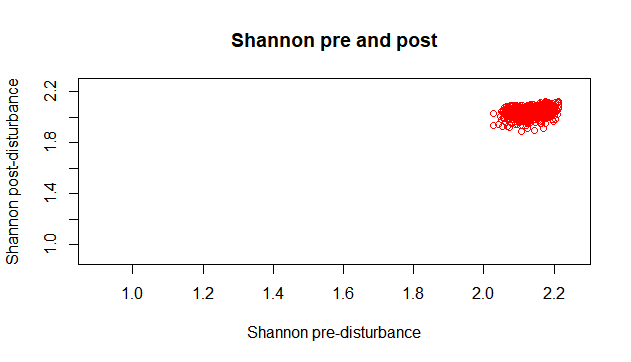 Shannon pre and post
Shannon post-disturbance
2.2
1.8
1.4
1.0
1.0 1.2 1.4 1.6 1.8 2.0 2.2
Shannon pre-disturbance